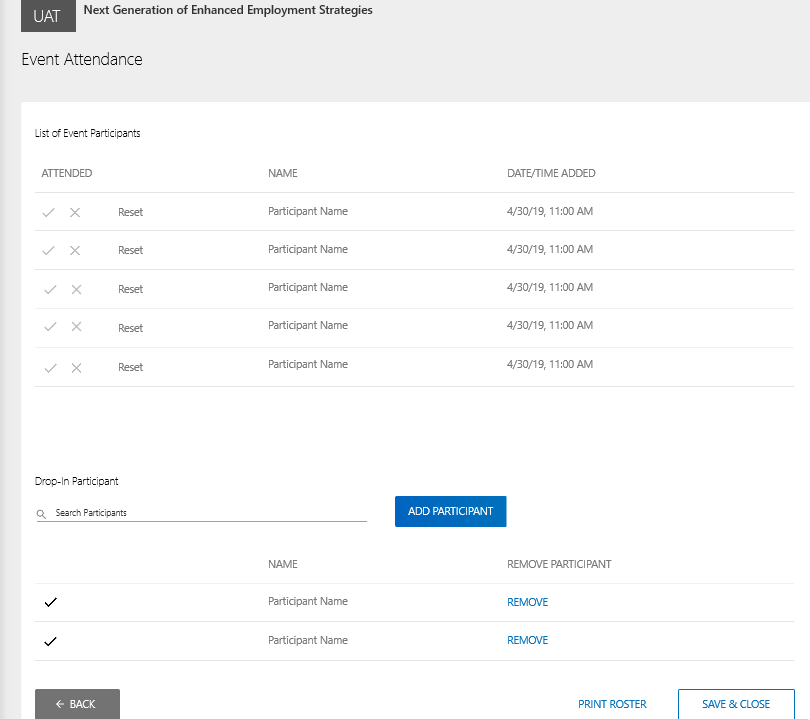 UAT Next Generation of Enhanced Employment Strategies
Event Attendance
List of Event Participants
ATTENDED NAME DATE/TIME ADDED
Reset Participant Name 4/30/19, 11:00 AM
Reset Participant Name 4/30/19, 11:00 AM
Reset Participant Name 4/30/19, 11:00 AM
Reset Participant Name 4/30/19, 11:00 AM
Reset Participant Name 4/30/19, 11:00 AM
Drop-In Participant
Search Participants ADD PARTICIPANT
NAME REMOVE PARTICIPANT
Participant Name REMOVE
Participant Name REMOVE
BACK PRINT ROSTER SAVE & CLOSE